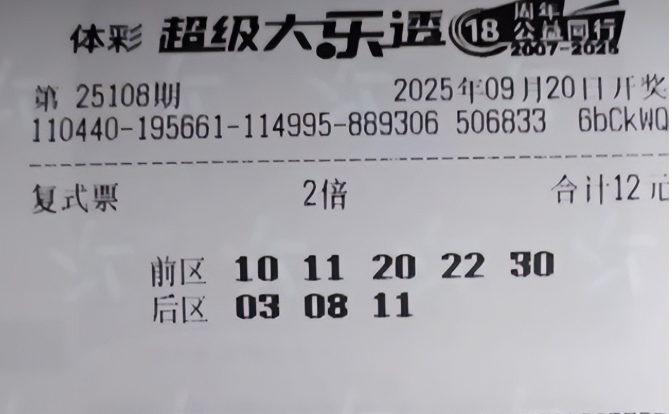 体彩 超级大乐透 18 周年 公益同行 2007-2025
第 25108期 2025年09月20日开奖
110440-195661-114995-889306 506833 6bCkWQ
复式票 2倍 合计12元
前区 10 11 20 22 30
后区 03 08 11